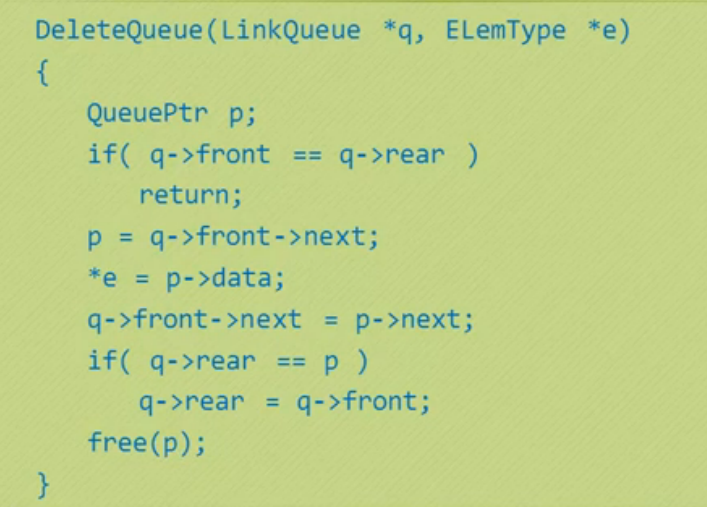 DeleteQueue(LinkQueue *q, ELemType *e)
{
QueuePtr p;
if( q->front == q->rear )
return;
p = q->front->next;
*e = p->data;
q->front->next = p->next;
if( q->rear == p )
q->rear = q->front;
free(p);
}